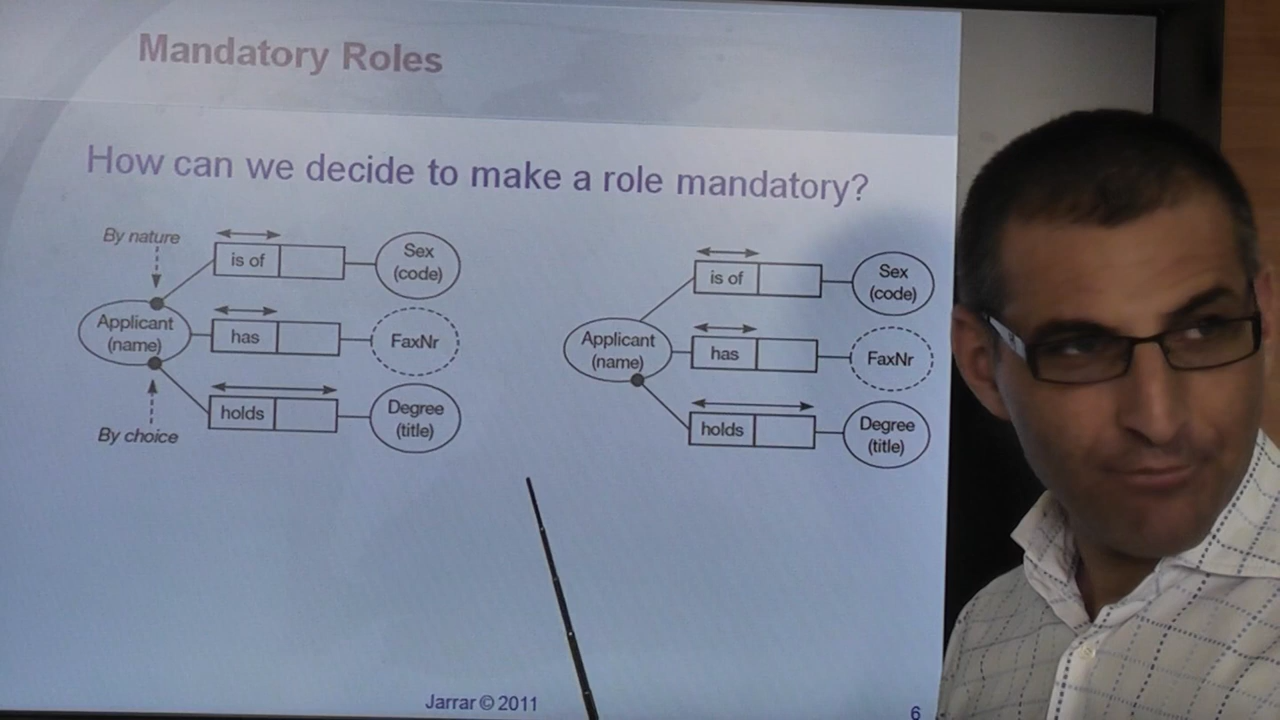 Mandatory Roles
How can we decide to make a role mandatory?
By nature
is of
Sex
(code)
Applicant
(name)
has
FaxNr
By choice
holds
Degree
(title)
is of
Sex
(code)
Applicant
(name)
has
FaxNr
holds
Degree
(title)
Jarrar © 2011
6